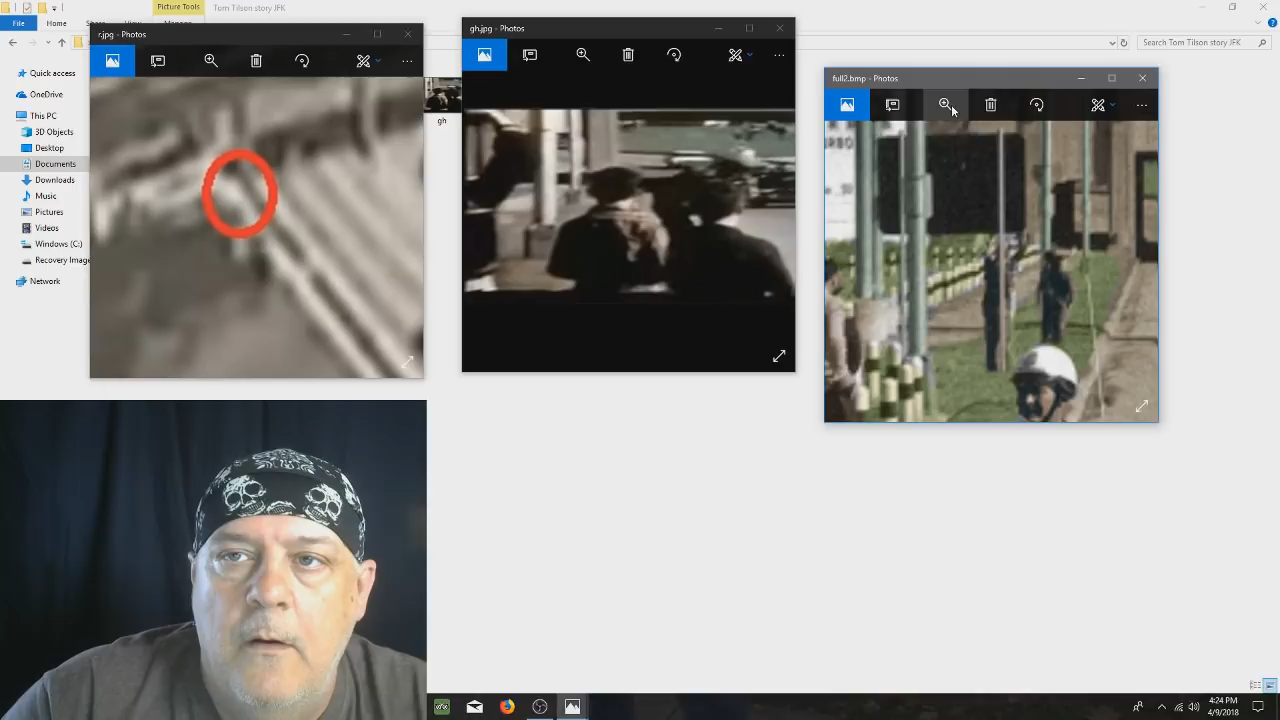 Picture Tools
Tom Tilson story JFK
File
Home
Share
Manage
Search Tom Tilson story JFK
Quick access
OneDrive
This PC
3D Objects
Desktop
Documents
Downloads
Music
Pictures
Videos
Windows (C:)
Recovery Image
Network
r.jpg - Photos
gh.jpg - Photos
gh
full2.bmp - Photos
4:24 PM
4/9/2018